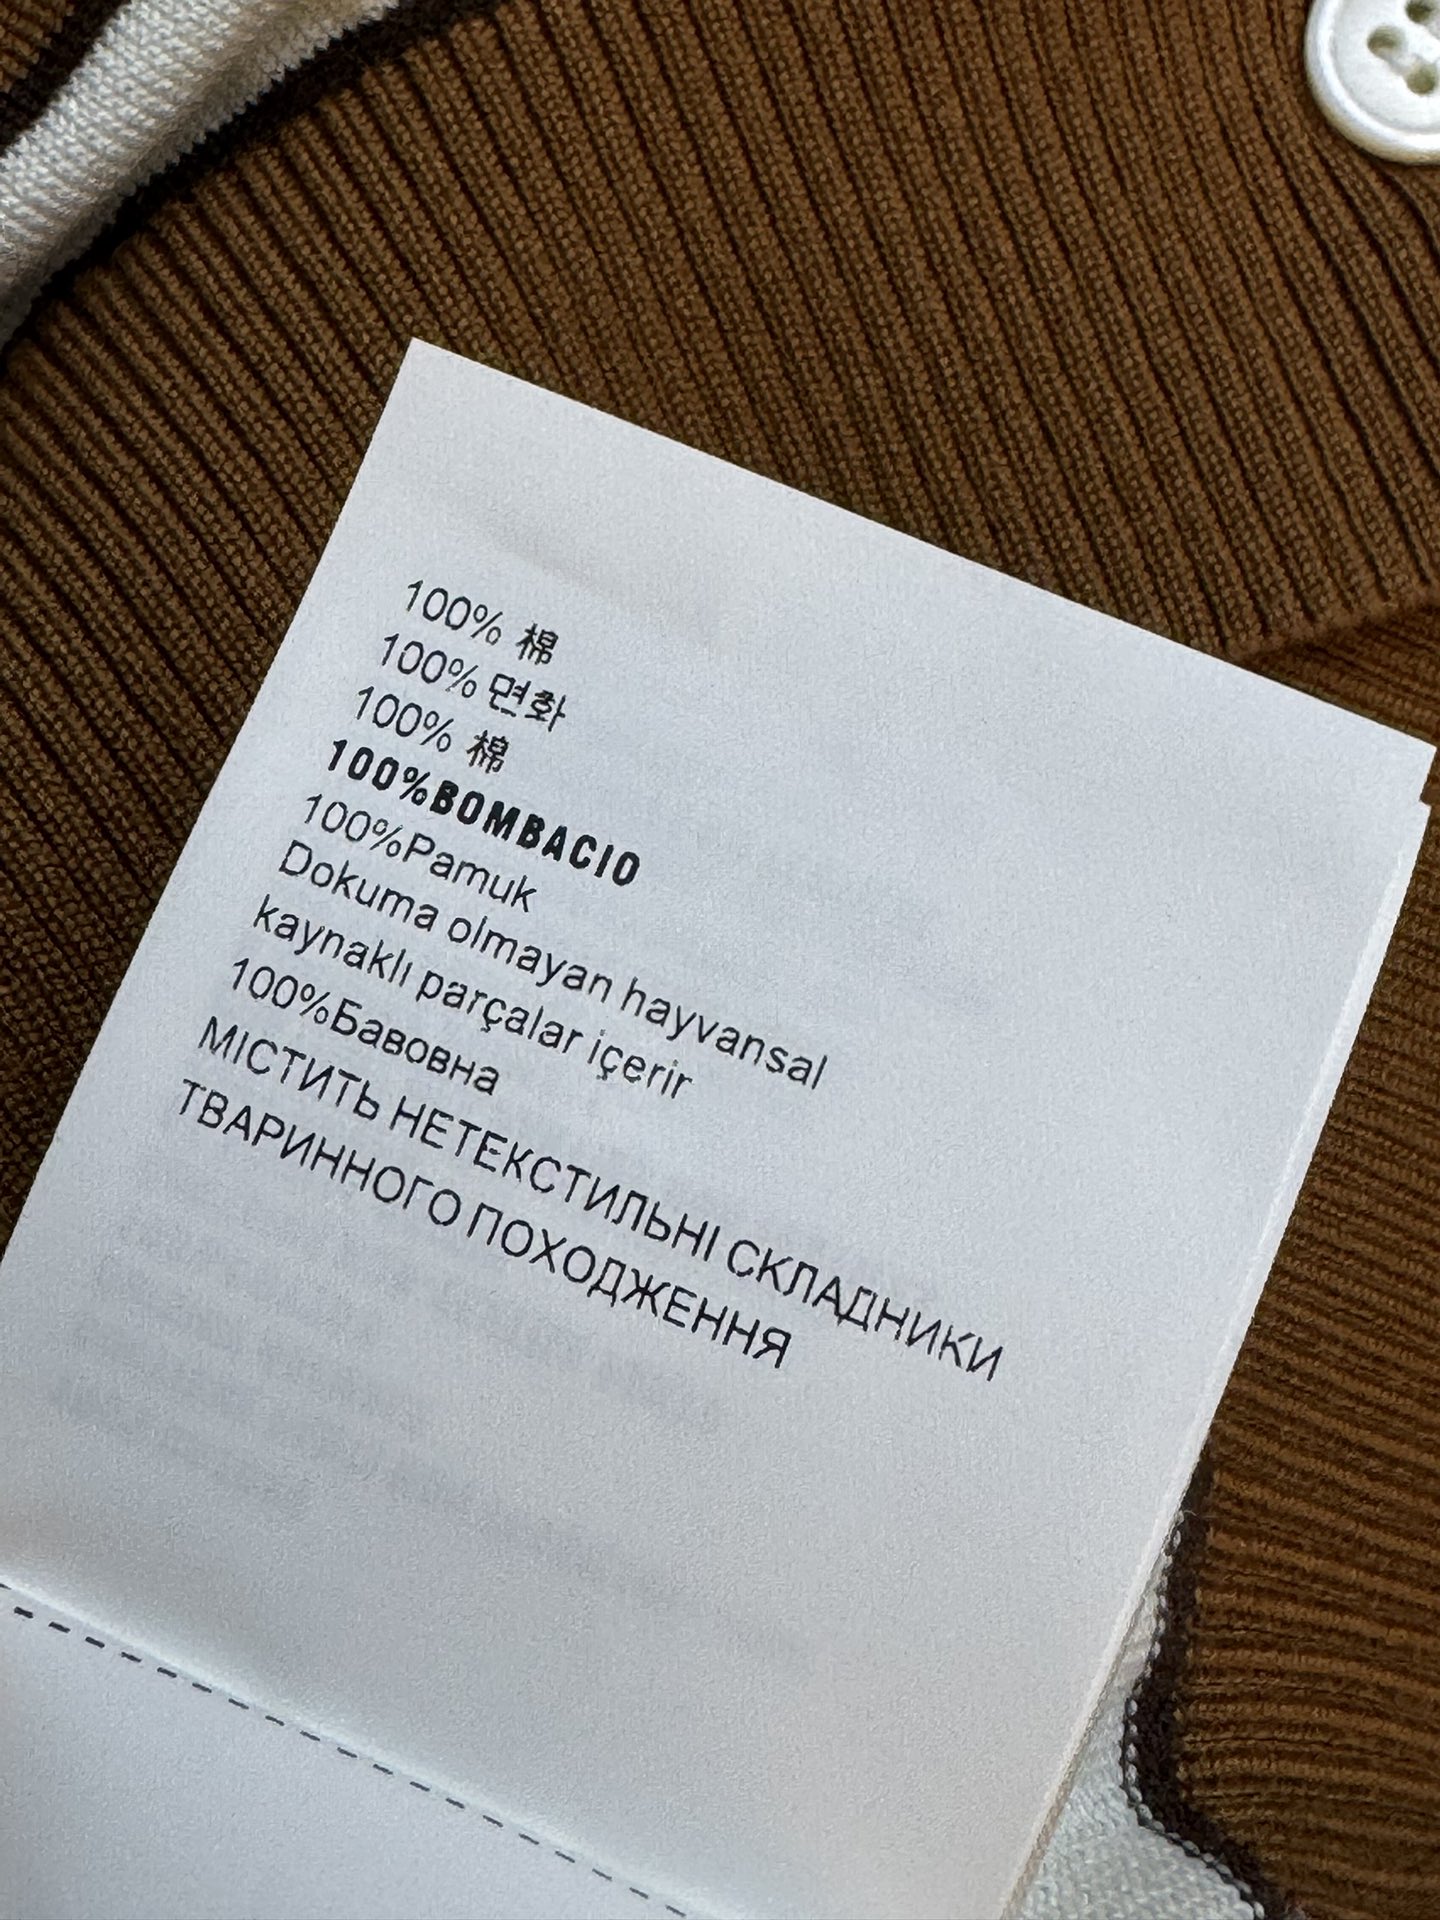 100% 棉
100% 면화
100% 棉
100%BOMBACIO
100%Pamuk
Dokuma olmayan hayvansal
kaynaklı parçalar içerir
100%Бавовна
МІСТИТЬ НЕТЕКСТИЛЬНІ СКЛАДНИКИ
ТВАРИННОГО ПОХОДЖЕННЯ